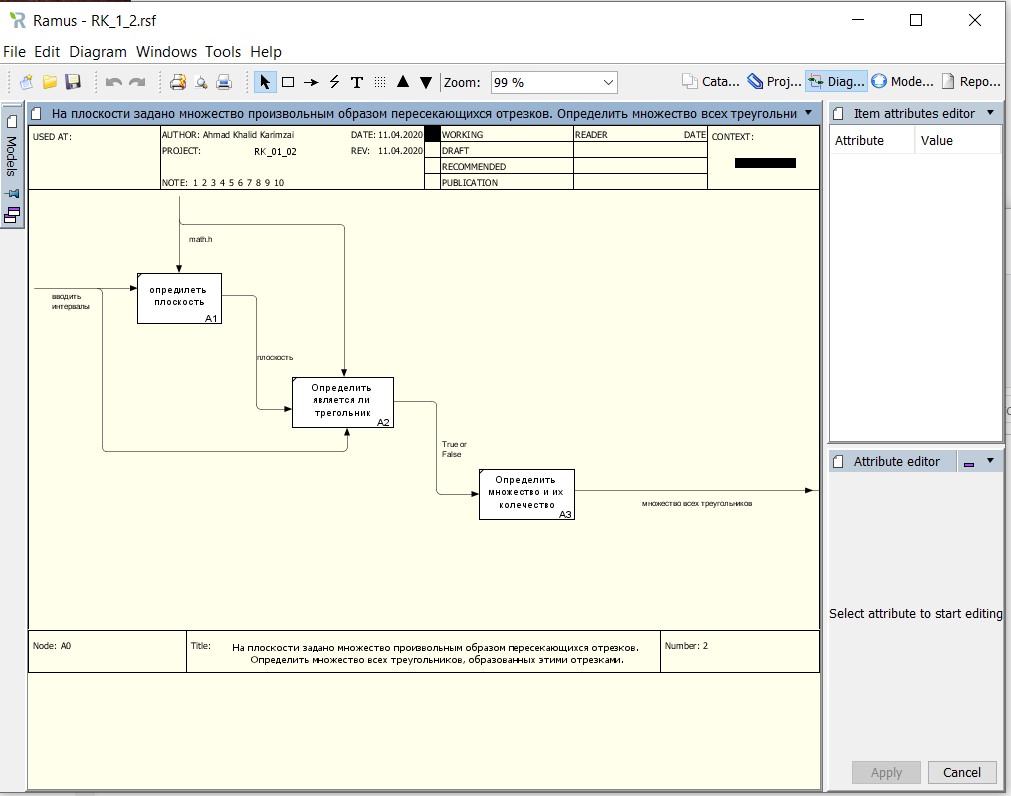 Ramus - RK_1_2.rsf
File Edit Diagram Windows Tools Help
Zoom: 99 % Cata... Proj... Diag... Mode... Repo...
Models
На плоскости задано множество произвольным образом пересекающихся отрезков. Определить множество всех треугольни
USED AT:
AUTHOR: Ahmad Khalid Karimzai DATE: 11.04.2020
PROJECT: RK_01_02 REV: 11.04.2020
NOTE: 1 2 3 4 5 6 7 8 9 10
WORKING
DRAFT
RECOMMENDED
PUBLICATION
READER DATE
CONTEXT:
math.h
вводить
интервалы
опредилеть
плоскость
A1
плоскость
Определить
является ли
трегольник
A2
True or
False
Определить
множество и их
колечество
A3
множество всех треугольников
Node: A0
Title: На плоскости задано множество произвольным образом пересекающихся отрезков.
Определить множество всех треугольников, образованных этими отрезками.
Number: 2
Item attributes editor
Attribute Value
Attribute editor
Select attribute to start editing
Apply Cancel